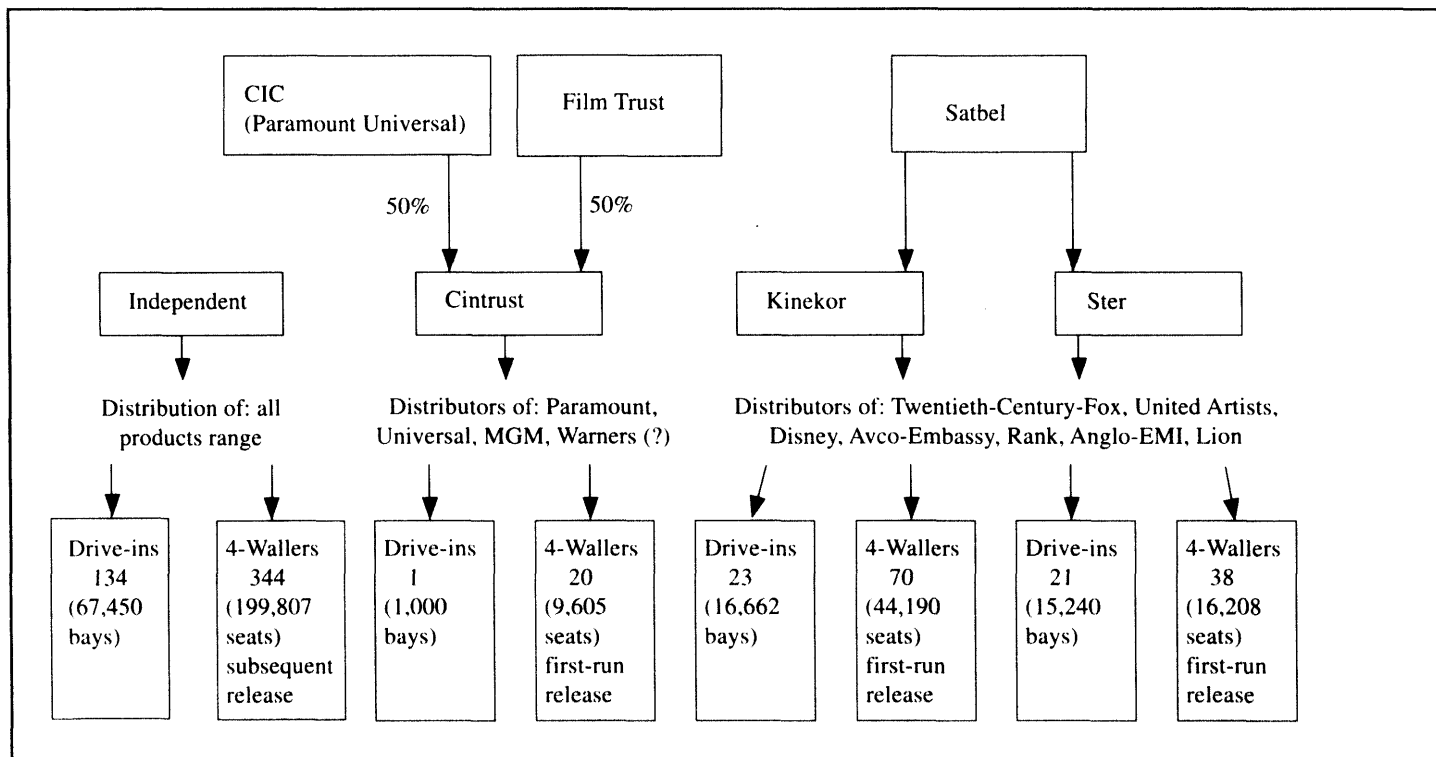 CIC
(Paramount Universal)
Film Trust
Satbel
50%
50%
Independent
Cintrust
Kinekor
Ster
Distribution of: all
products range
Distributors of: Paramount,
Universal, MGM, Warners (?)
Distributors of: Twentieth-Century-Fox, United Artists,
Disney, Avco-Embassy, Rank, Anglo-EMI, Lion
Drive-ins
134
(67,450
bays)
4-Wallers
344
(199,807
seats)
subsequent
release
Drive-ins
1
(1,000
bays)
4-Wallers
20
(9,605
seats)
first-run
release
Drive-ins
23
(16,662
bays)
4-Wallers
70
(44,190
seats)
first-run
release
Drive-ins
21
(15,240
bays)
4-Wallers
38
(16,208
seats)
first-run
release